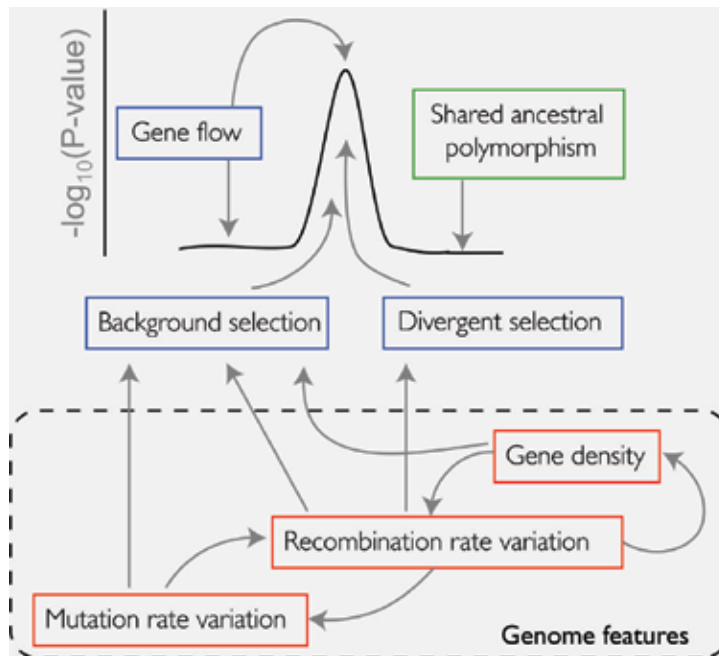 -log10(P-value)
Gene flow
Shared ancestral
polymorphism
Background selection
Divergent selection
Gene density
Recombination rate variation
Mutation rate variation
Genome features